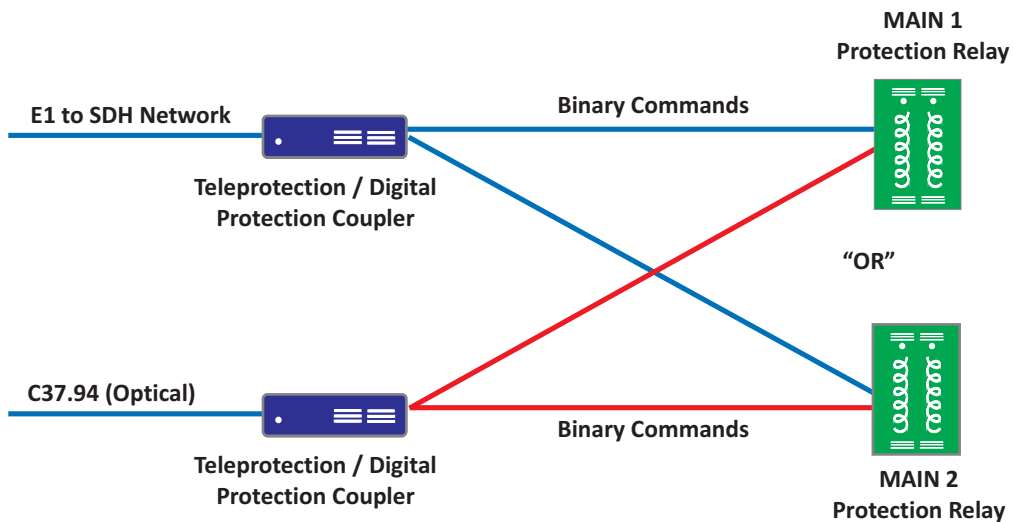 MAIN 1
Protection Relay
E1 to SDH Network
Binary Commands
Teleprotection / Digital
Protection Coupler
“OR”
C37.94 (Optical)
Binary Commands
Teleprotection / Digital
Protection Coupler
MAIN 2
Protection Relay